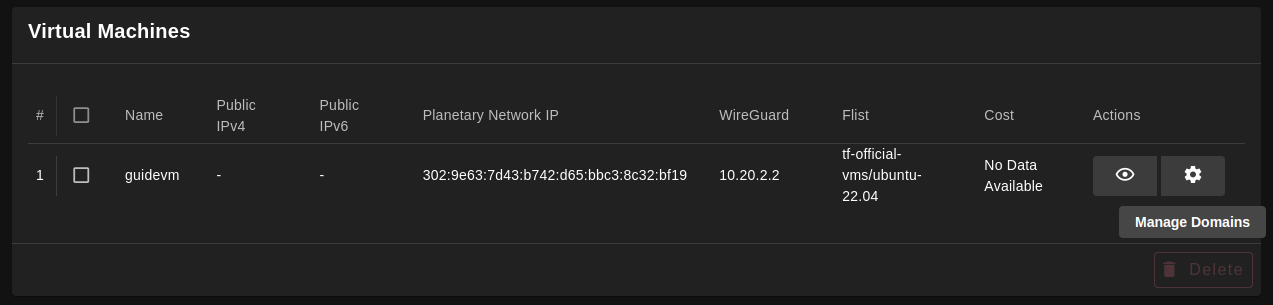 Virtual Machines
# Name Public IPv4 Public IPv6 Planetary Network IP WireGuard Flist Cost Actions
1 guidevm - - 302:9e63:7d43:b742:d65:bbc3:8c32:bf19 10.20.2.2 tf-official-vms/ubuntu-22.04 No Data Available
Manage Domains
Delete